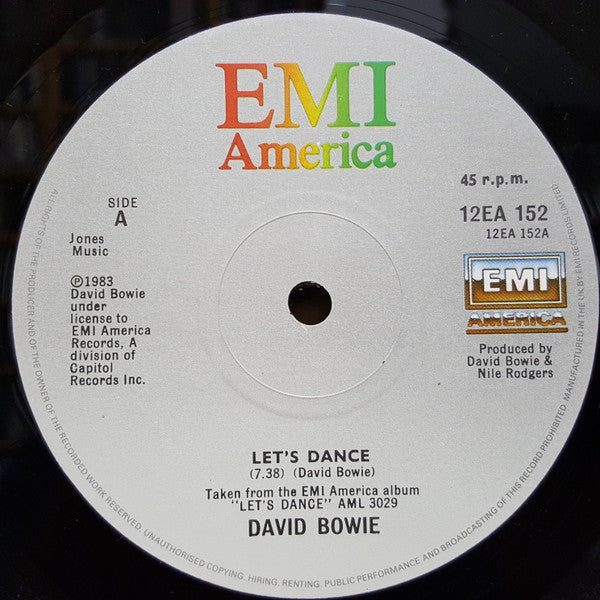 EMI
America
SIDE
A
45 r.p.m.
12EA 152
12EA 152A
Jones
Music
℗1983
David Bowie
under
license to
EMI America
Records, A
division of
Capitol
Records Inc.
EMI
AMERICA
Produced by
David Bowie &
Nile Rodgers
LET'S DANCE
(7.38) (David Bowie)
Taken from the EMI America album
"LET'S DANCE" AML 3029
DAVID BOWIE
ALL RIGHTS OF THE PRODUCER AND OF THE OWNER OF THE RECORDED WORK RESERVED. UNAUTHORISED COPYING, HIRING, RENTING, PUBLIC PERFORMANCE AND BROADCASTING OF THIS RECORD PROHIBITED. MANUFACTURED IN THE UK BY EMI RECORDS LIMITED